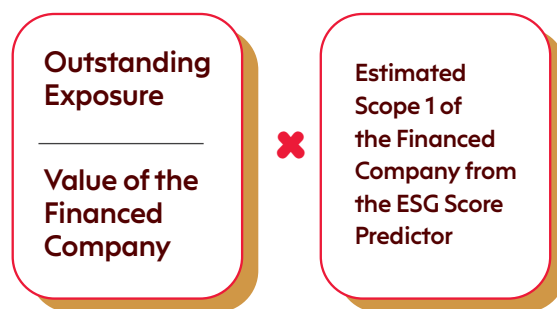 Outstanding
Exposure
Value of the
Financed
Company
Estimated
Scope 1 of
the Financed
Company from
the ESG Score
Predictor